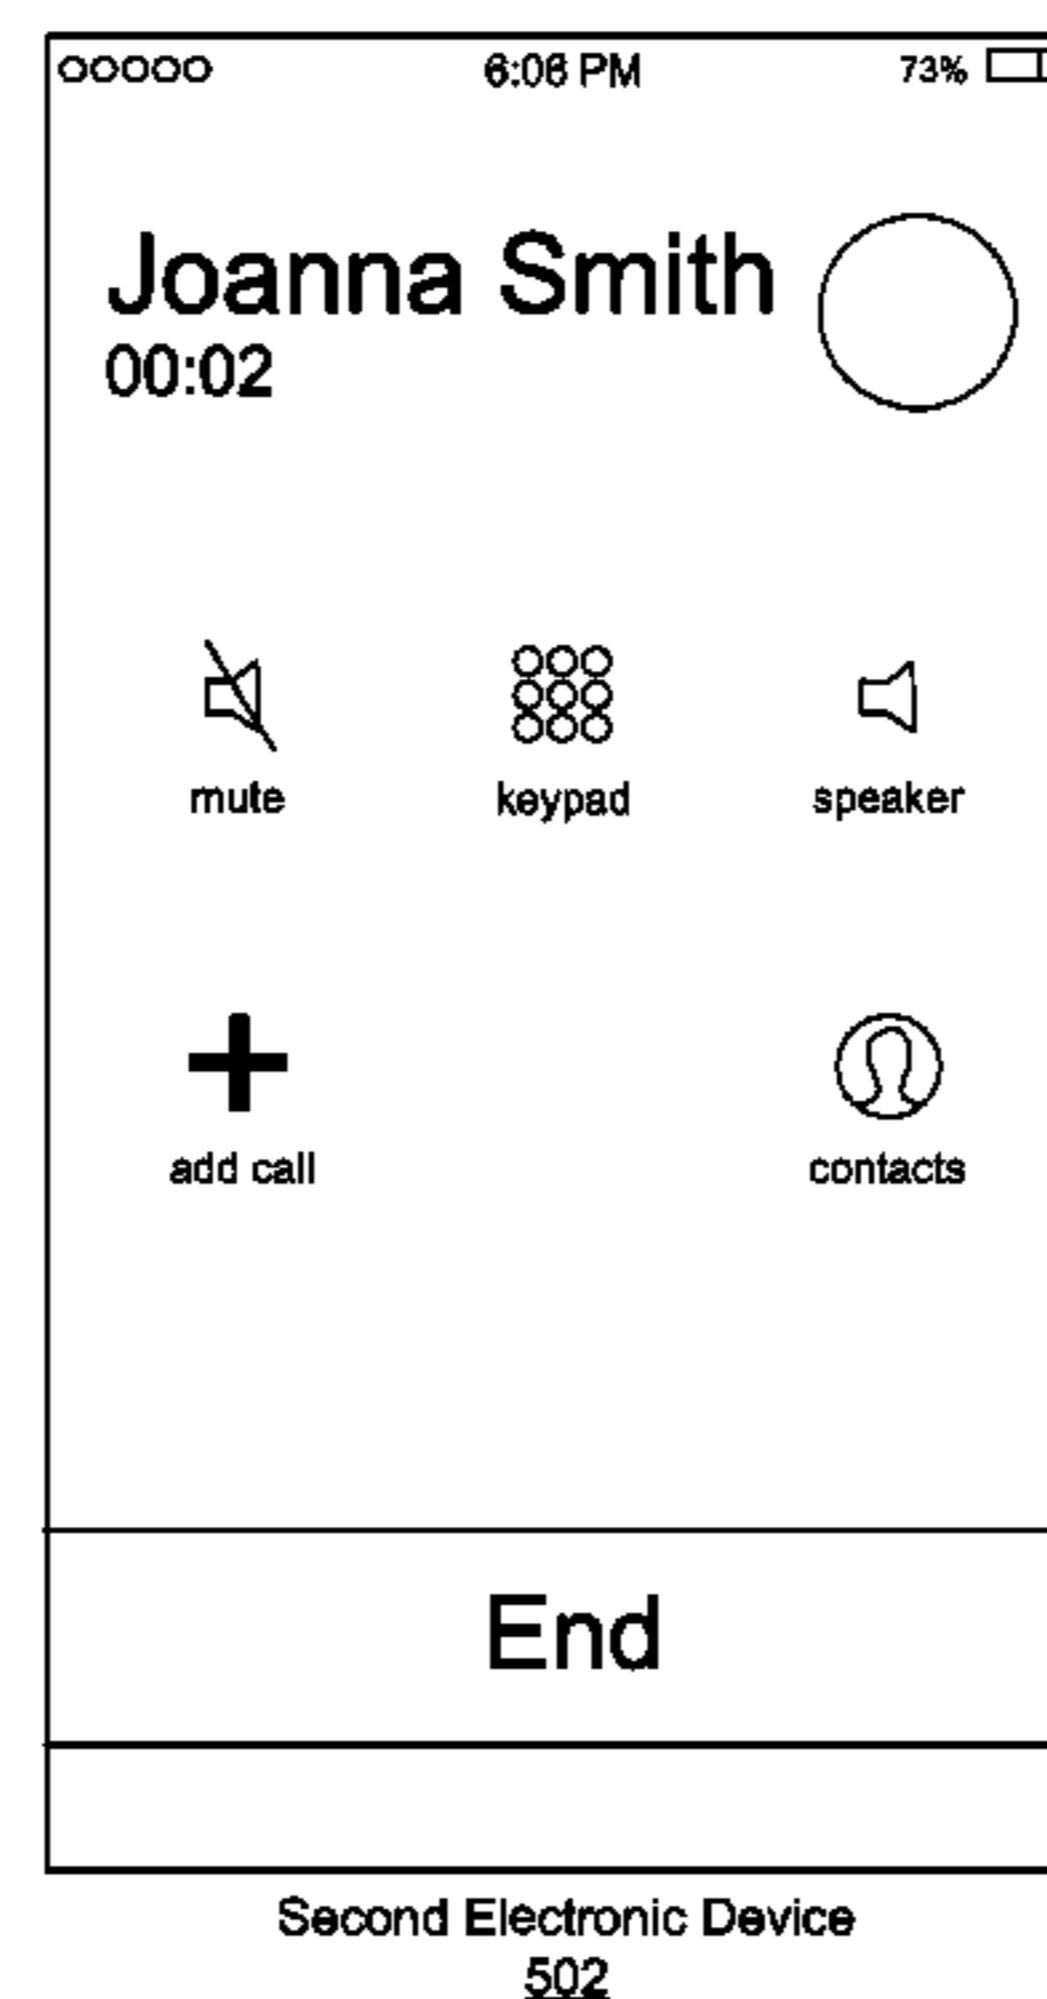 6:06 PM 73%
Joanna Smith
00:02
mute keypad speaker
add call contacts
End
Second Electronic Device
502